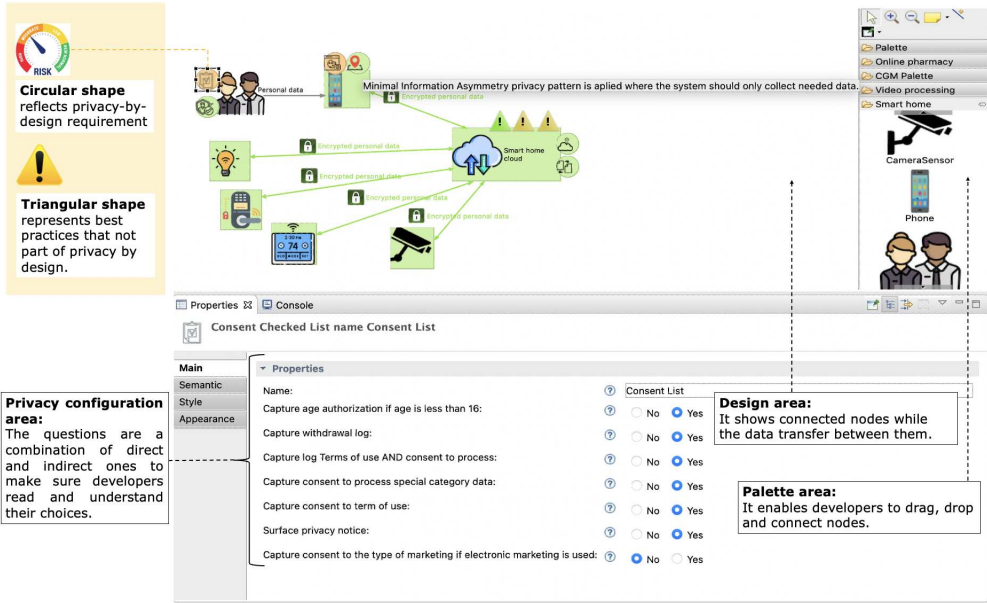 RISK
Circular shape
reflects privacy-by-
design requirement
Triangular shape
represents best
practices that not
part of privacy by
design.
Personal data
Minimal Information Asymmetry privacy pattern is aplied where the system should only collect needed data.
Encrypted personal data
Encrypted personal data
Encrypted personal data
Encrypted personal data
Encrypted personal data
Smart home
cloud
74
Palette
Online pharmacy
CGM Palette
Video processing
Smart home
CameraSensor
Phone
Properties
Console
Consent Checked List name Consent List
Main
Semantic
Style
Appearance
Properties
Name:
Consent List
Capture age authorization if age is less than 16:
No Yes
Capture withdrawal log:
No Yes
Capture log Terms of use AND consent to process:
No Yes
Capture consent to process special category data:
No Yes
Capture consent to term of use:
No Yes
Surface privacy notice:
No Yes
Capture consent to the type of marketing if electronic marketing is used:
No Yes
Privacy configuration
area:
The questions are a
combination of direct
and indirect ones to
make sure developers
read and understand
their choices.
Design area:
It shows connected nodes while
the data transfer between them.
Palette area:
It enables developers to drag, drop
and connect nodes.